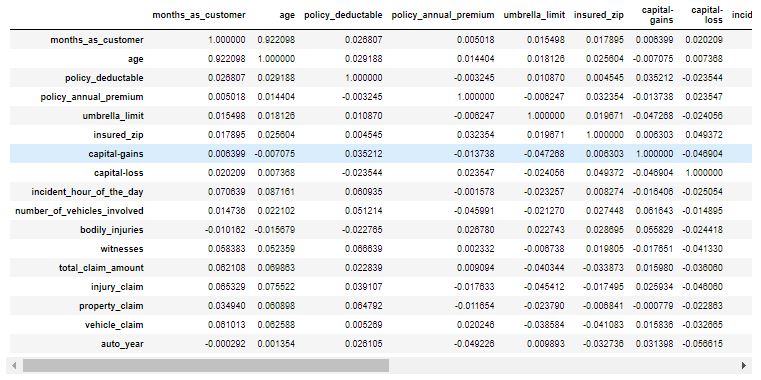 months_as_customer age policy_deductable policy_annual_premium umbrella_limit insured_zip capital-gains capital-loss incid
months_as_customer 1.000000 0.922098 0.026807 0.005018 0.015498 0.017895 0.006399 0.020209
age 0.922098 1.000000 0.029188 0.014404 0.018126 0.025604 -0.007075 0.007368
policy_deductable 0.026807 0.029188 1.000000 -0.003245 0.010870 0.004545 0.035212 -0.023544
policy_annual_premium 0.005018 0.014404 -0.003245 1.000000 -0.006247 0.032354 -0.013738 0.023547
umbrella_limit 0.015498 0.018126 0.010870 -0.006247 1.000000 0.019671 -0.047268 -0.024056
insured_zip 0.017895 0.025604 0.004545 0.032354 0.019671 1.000000 0.006303 0.049372
capital-gains 0.006399 -0.007075 0.035212 -0.013738 -0.047268 0.006303 1.000000 -0.046904
capital-loss 0.020209 0.007368 -0.023544 0.023547 -0.024056 0.049372 -0.046904 1.000000
incident_hour_of_the_day 0.070639 0.087161 0.060935 -0.001578 -0.023257 0.008274 -0.016406 -0.025054
number_of_vehicles_involved 0.014736 0.022102 0.051214 -0.045991 -0.021270 0.027448 0.061643 -0.014895
bodily_injuries -0.010162 -0.015679 -0.022765 0.026780 0.022743 0.028695 0.055829 -0.024418
witnesses 0.058383 0.052359 0.066639 0.002332 -0.006738 0.019805 -0.017651 -0.041330
total_claim_amount 0.062108 0.069863 0.022839 0.009094 -0.040344 -0.033873 0.015980 -0.036060
injury_claim 0.065329 0.075522 0.039107 -0.017633 -0.045412 -0.017495 0.025934 -0.046060
property_claim 0.034940 0.060898 0.064792 -0.011654 -0.023790 -0.006841 -0.000779 -0.022863
vehicle_claim 0.061013 0.062588 0.005269 0.020246 -0.038584 -0.041083 0.015836 -0.032665
auto_year -0.000292 0.001354 0.026105 -0.049226 0.009893 -0.032736 0.031398 -0.056615